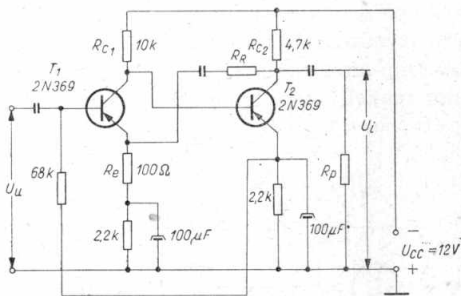 RC1
10k
RR
RC2
4,7k
T1
2N369
T2
2N369
Uu
68k
Re
100Ω
2,2k
100µF
2,2k
100µF
Rp
Ui
UCC=12V
−
+